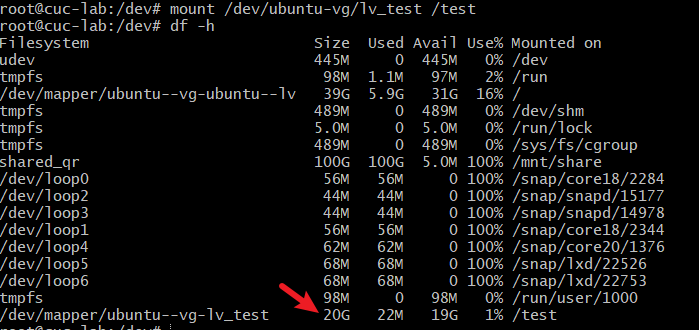 root@cuc-lab:/dev# mount /dev/ubuntu-vg/lv_test /test
root@cuc-lab:/dev# df -h
Filesystem Size Used Avail Use% Mounted on
udev 445M 0 445M 0% /dev
tmpfs 98M 1.1M 97M 2% /run
/dev/mapper/ubuntu--vg-ubuntu--lv 39G 5.9G 31G 16% /
tmpfs 489M 0 489M 0% /dev/shm
tmpfs 5.0M 0 5.0M 0% /run/lock
tmpfs 489M 0 489M 0% /sys/fs/cgroup
shared_qr 100G 100G 5.0M 100% /mnt/share
/dev/loop0 56M 56M 0 100% /snap/core18/2284
/dev/loop2 44M 44M 0 100% /snap/snapd/15177
/dev/loop3 44M 44M 0 100% /snap/snapd/14978
/dev/loop1 56M 56M 0 100% /snap/core18/2344
/dev/loop4 62M 62M 0 100% /snap/core20/1376
/dev/loop5 68M 68M 0 100% /snap/lxd/22526
/dev/loop6 68M 68M 0 100% /snap/lxd/22753
tmpfs 98M 0 98M 0% /run/user/1000
/dev/mapper/ubuntu--vg-lv_test 20G 22M 19G 1% /test
root@cuc-lab:/dev#